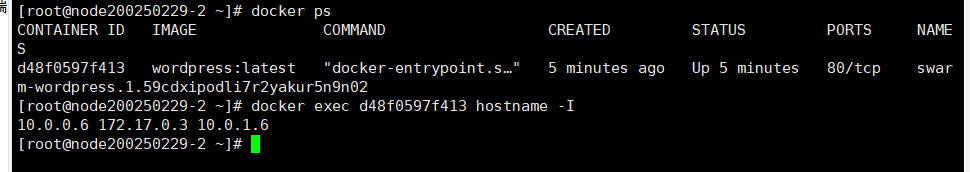 端
[root@node200250229-2 ~]# docker ps
CONTAINER ID   IMAGE              COMMAND                  CREATED         STATUS         PORTS     NAME
S
d48f0597f413   wordpress:latest   "docker-entrypoint.s…"   5 minutes ago   Up 5 minutes   80/tcp    swar
m-wordpress.1.59cdxipodli7r2yakur5n9n02
[root@node200250229-2 ~]# docker exec d48f0597f413 hostname -I
10.0.0.6 172.17.0.3 10.0.1.6
[root@node200250229-2 ~]#